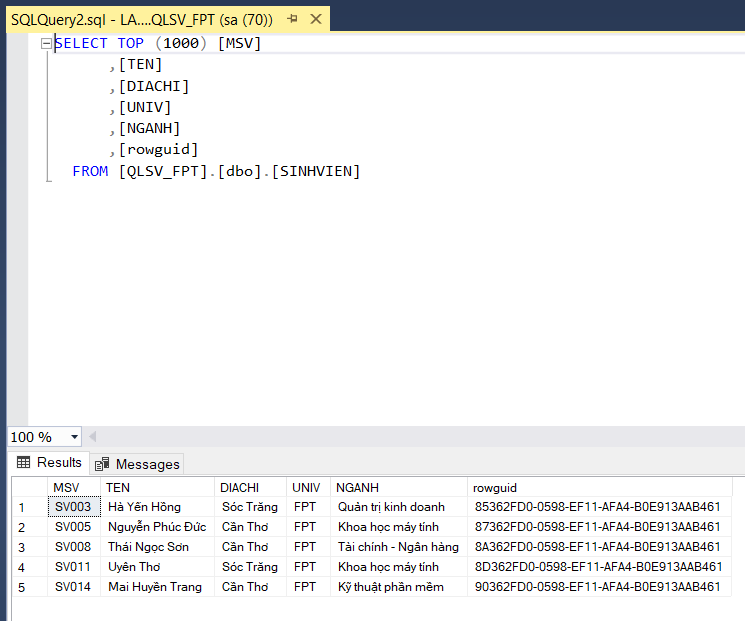 SQLQuery2.sql - LA....QLSV_FPT (sa (70))
SELECT TOP (1000) [MSV]
,[TEN]
,[DIACHI]
,[UNIV]
,[NGANH]
,[rowguid]
FROM [QLSV_FPT].[dbo].[SINHVIEN]
100 %
Results Messages
MSV TEN DIACHI UNIV NGANH rowguid
1 SV003 Hà Yến Hồng Sóc Trăng FPT Quản trị kinh doanh 85362FD0-0598-EF11-AFA4-B0E913AAB461
2 SV005 Nguyễn Phúc Đức Cần Thơ FPT Khoa học máy tính 87362FD0-0598-EF11-AFA4-B0E913AAB461
3 SV008 Thái Ngọc Sơn Cần Thơ FPT Tài chính - Ngân hàng 8A362FD0-0598-EF11-AFA4-B0E913AAB461
4 SV011 Uyên Thơ Sóc Trăng FPT Khoa học máy tính 8D362FD0-0598-EF11-AFA4-B0E913AAB461
5 SV014 Mai Huyền Trang Cần Thơ FPT Kỹ thuật phần mềm 90362FD0-0598-EF11-AFA4-B0E913AAB461